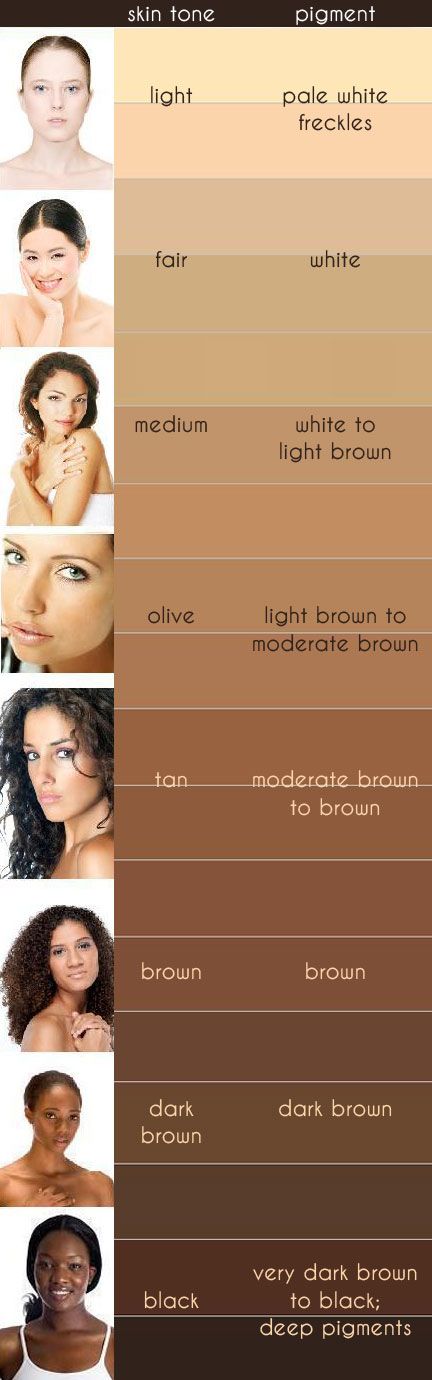 skin tone pigment
light pale white
freckles
fair white
medium white to
light brown
olive light brown to
moderate brown
tan moderate brown
to brown
brown brown
dark dark brown
brown
very dark brown
black to black;
deep pigments